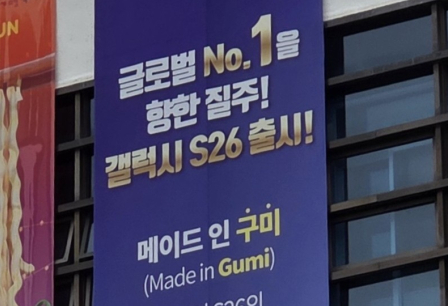 UN
글로벌 No.1을
향한 질주!
갤럭시 S26 출시!
메이드 인 구미
(Made in Gumi)